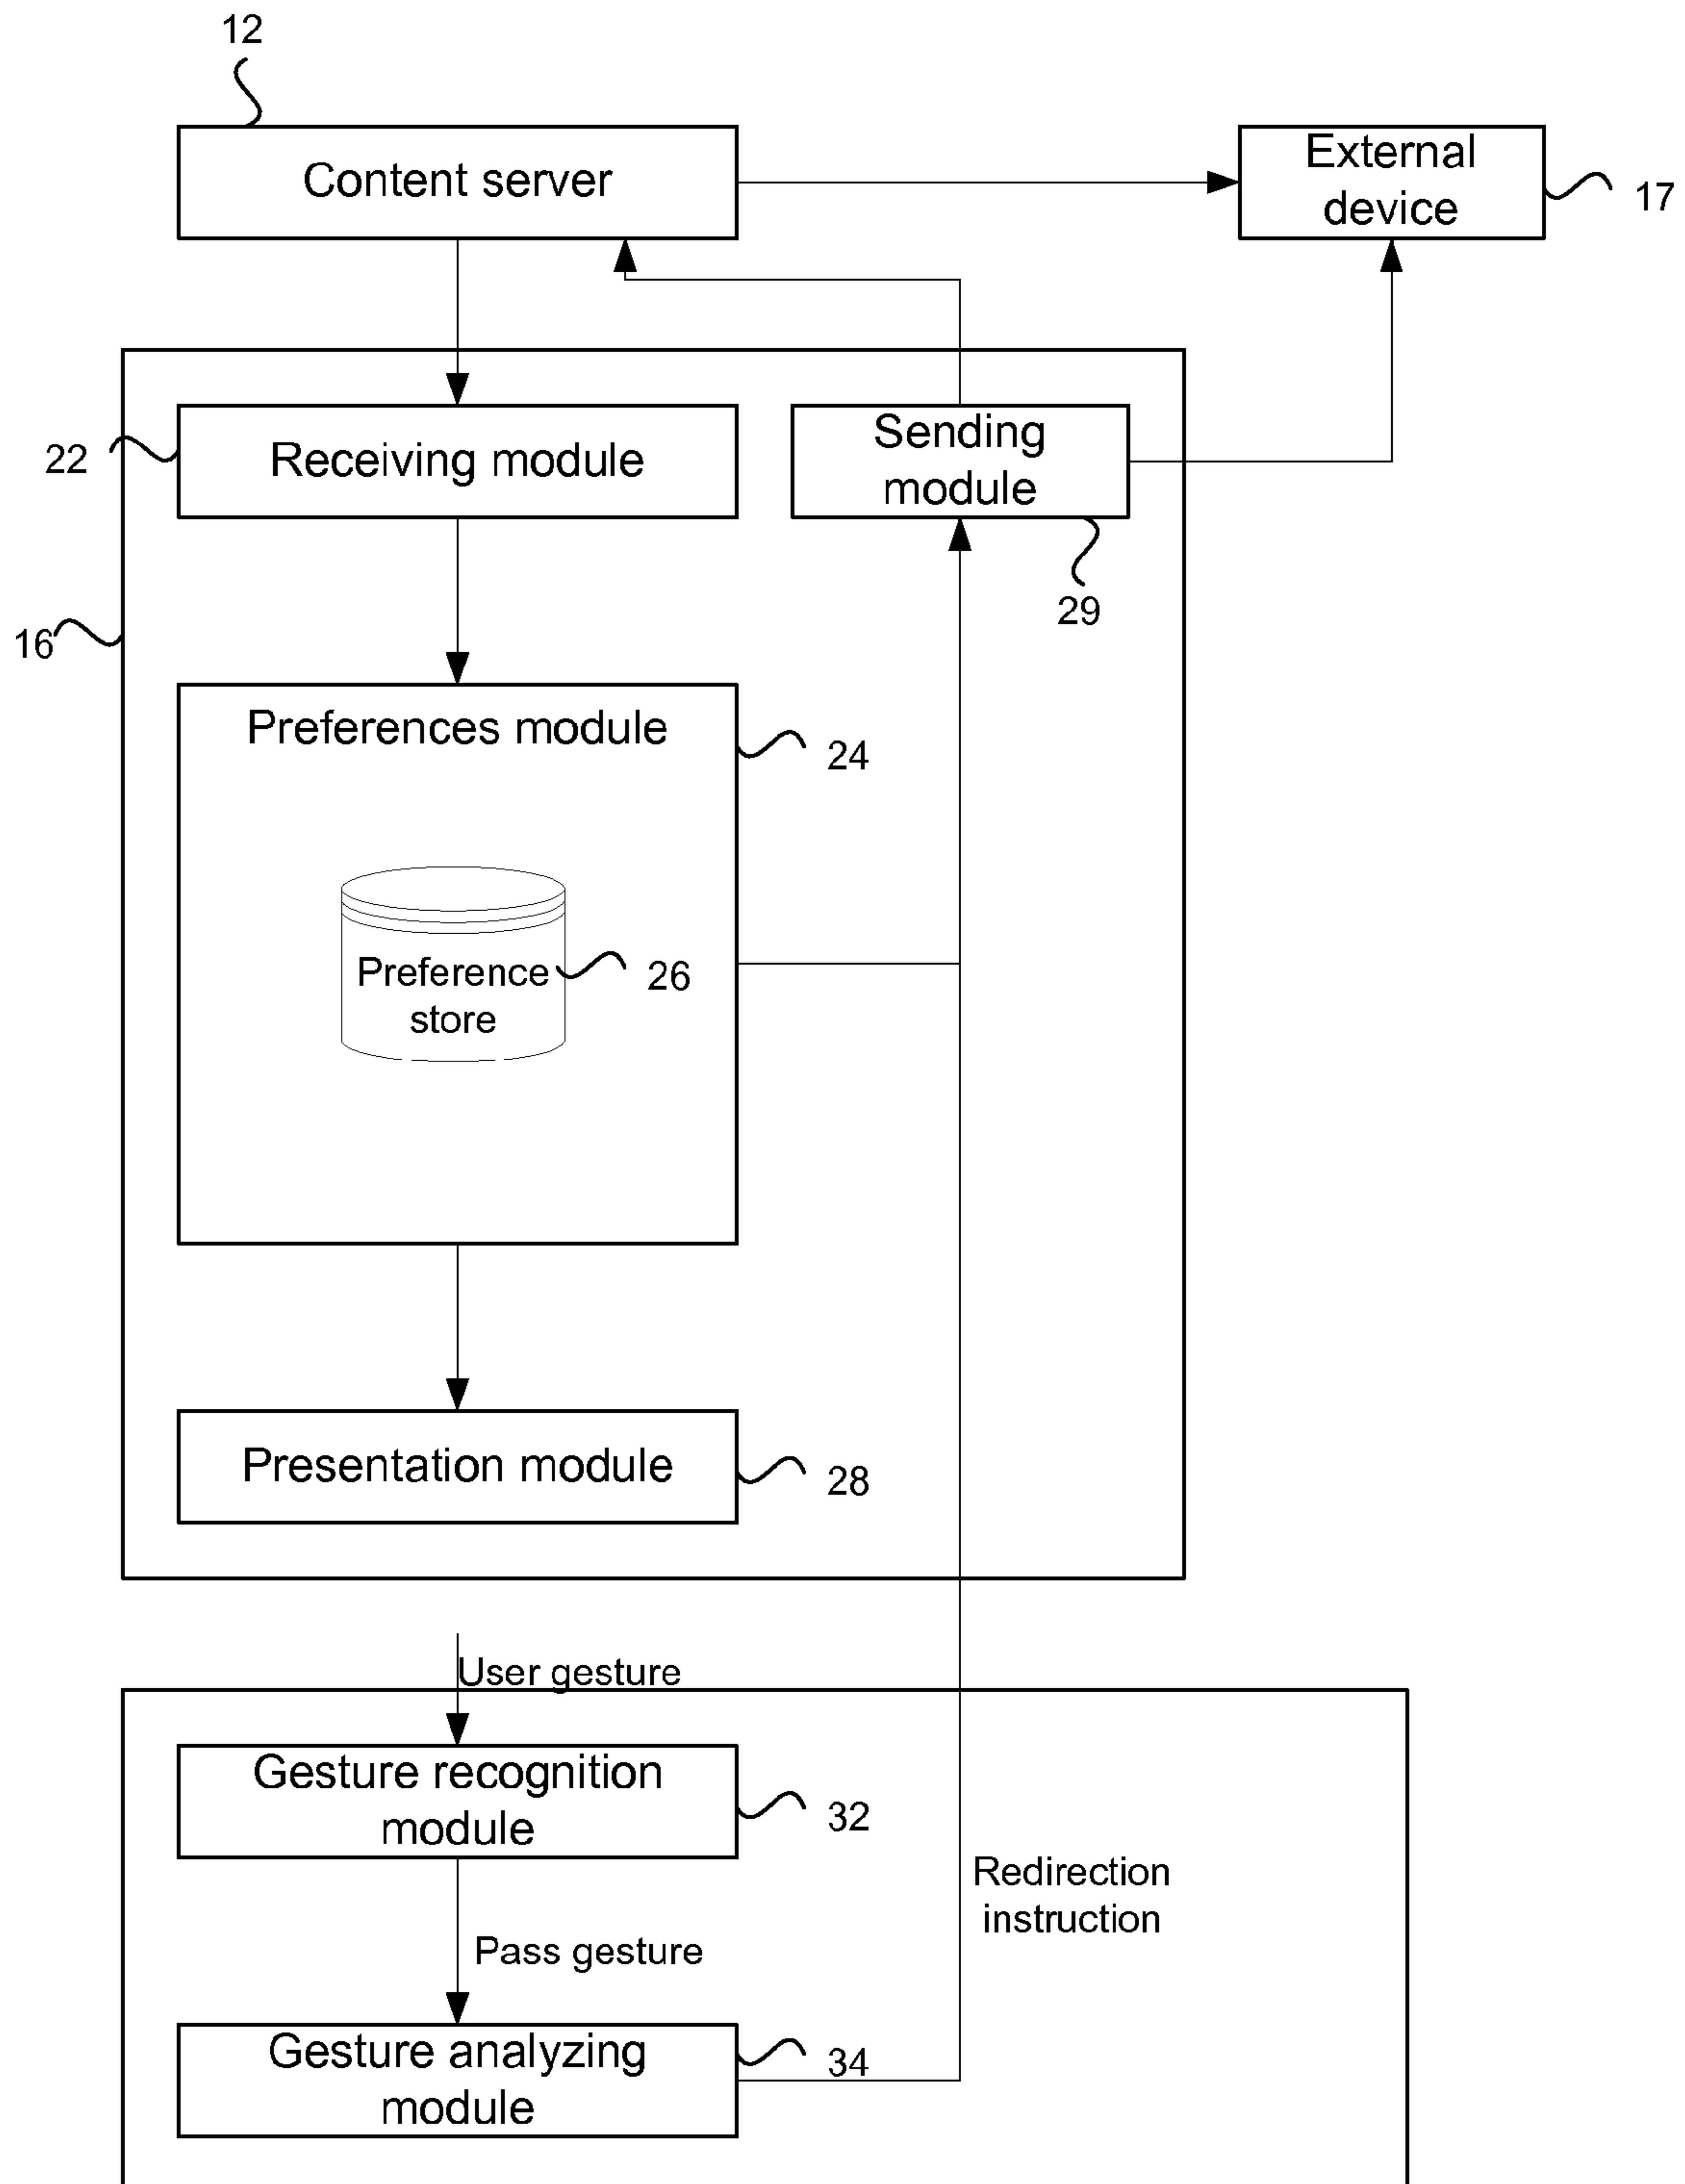 12
Content server
External
device
17
22
Receiving module
Sending
module
29
16
Preferences module
24
Preference
store
26
Presentation module
28
User gesture
Gesture recognition
module
32
Redirection
instruction
Pass gesture
Gesture analyzing
module
34